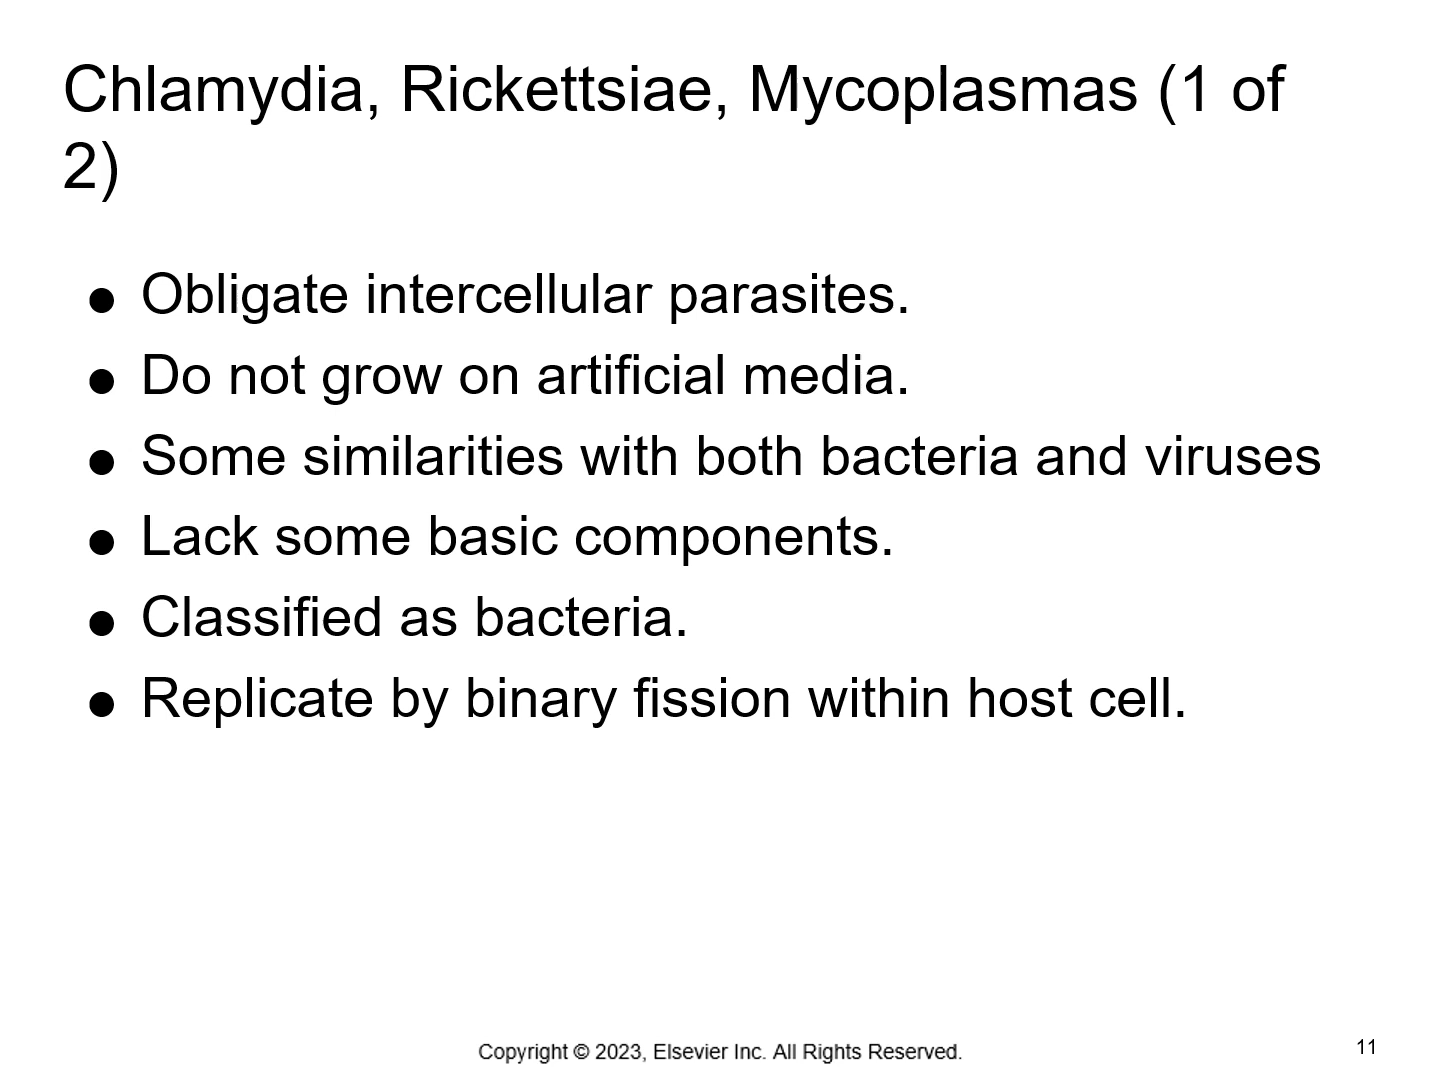 Chlamydia, Rickettsiae, Mycoplasmas (1 of
2)
● Obligate intercellular parasites.
● Do not grow on artificial media.
● Some similarities with both bacteria and viruses
● Lack some basic components.
● Classified as bacteria.
● Replicate by binary fission within host cell.
Copyright © 2023, Elsevier Inc. All Rights Reserved.
11